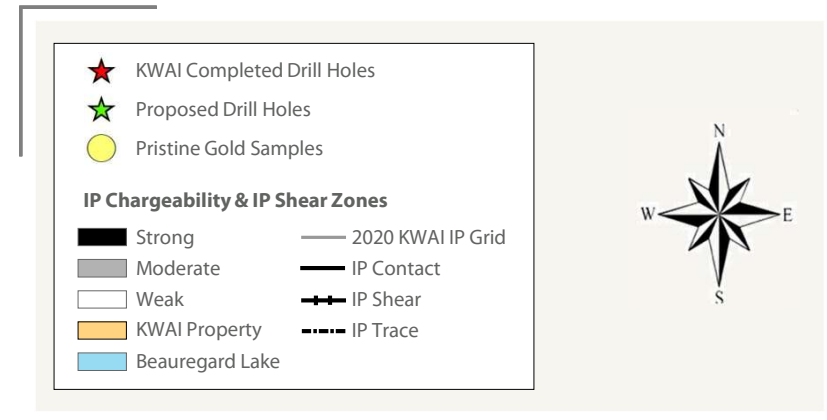 KWAI Completed Drill Holes
Proposed Drill Holes
Pristine Gold Samples
IP Chargeability & IP Shear Zones
Strong
Moderate
Weak
KWAI Property
Beauregard Lake
2020 KWAI IP Grid
IP Contact
IP Shear
IP Trace
N
W
E
S